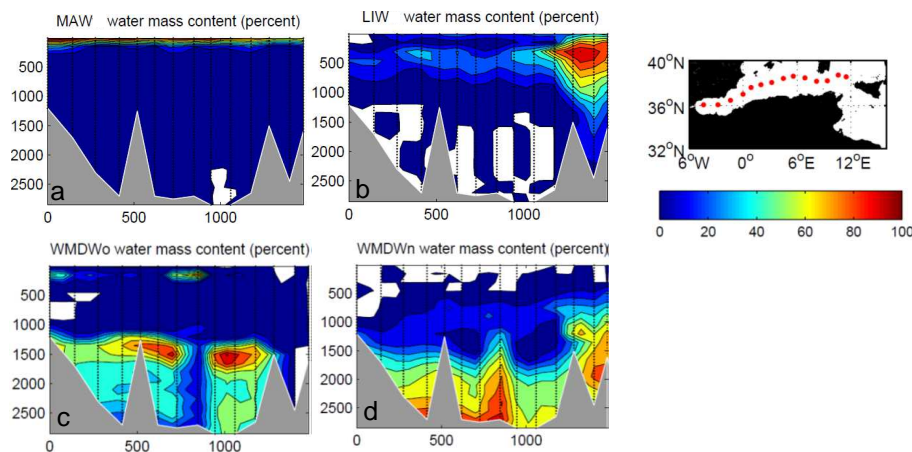 MAW water mass content (percent)
500
1000
1500
2000
2500
a
0 500 1000
LIW water mass content (percent)
500
1000
1500
2000
2500
b
0 500 1000
40°N
36°N
32°N
6°W 0° 6°E 12°E
0 20 40 60 80 100
WMDWo water mass content (percent)
500
1000
1500
2000
2500
c
0 500 1000
WMDWn water mass content (percent)
500
1000
1500
2000
2500
d
0 500 1000